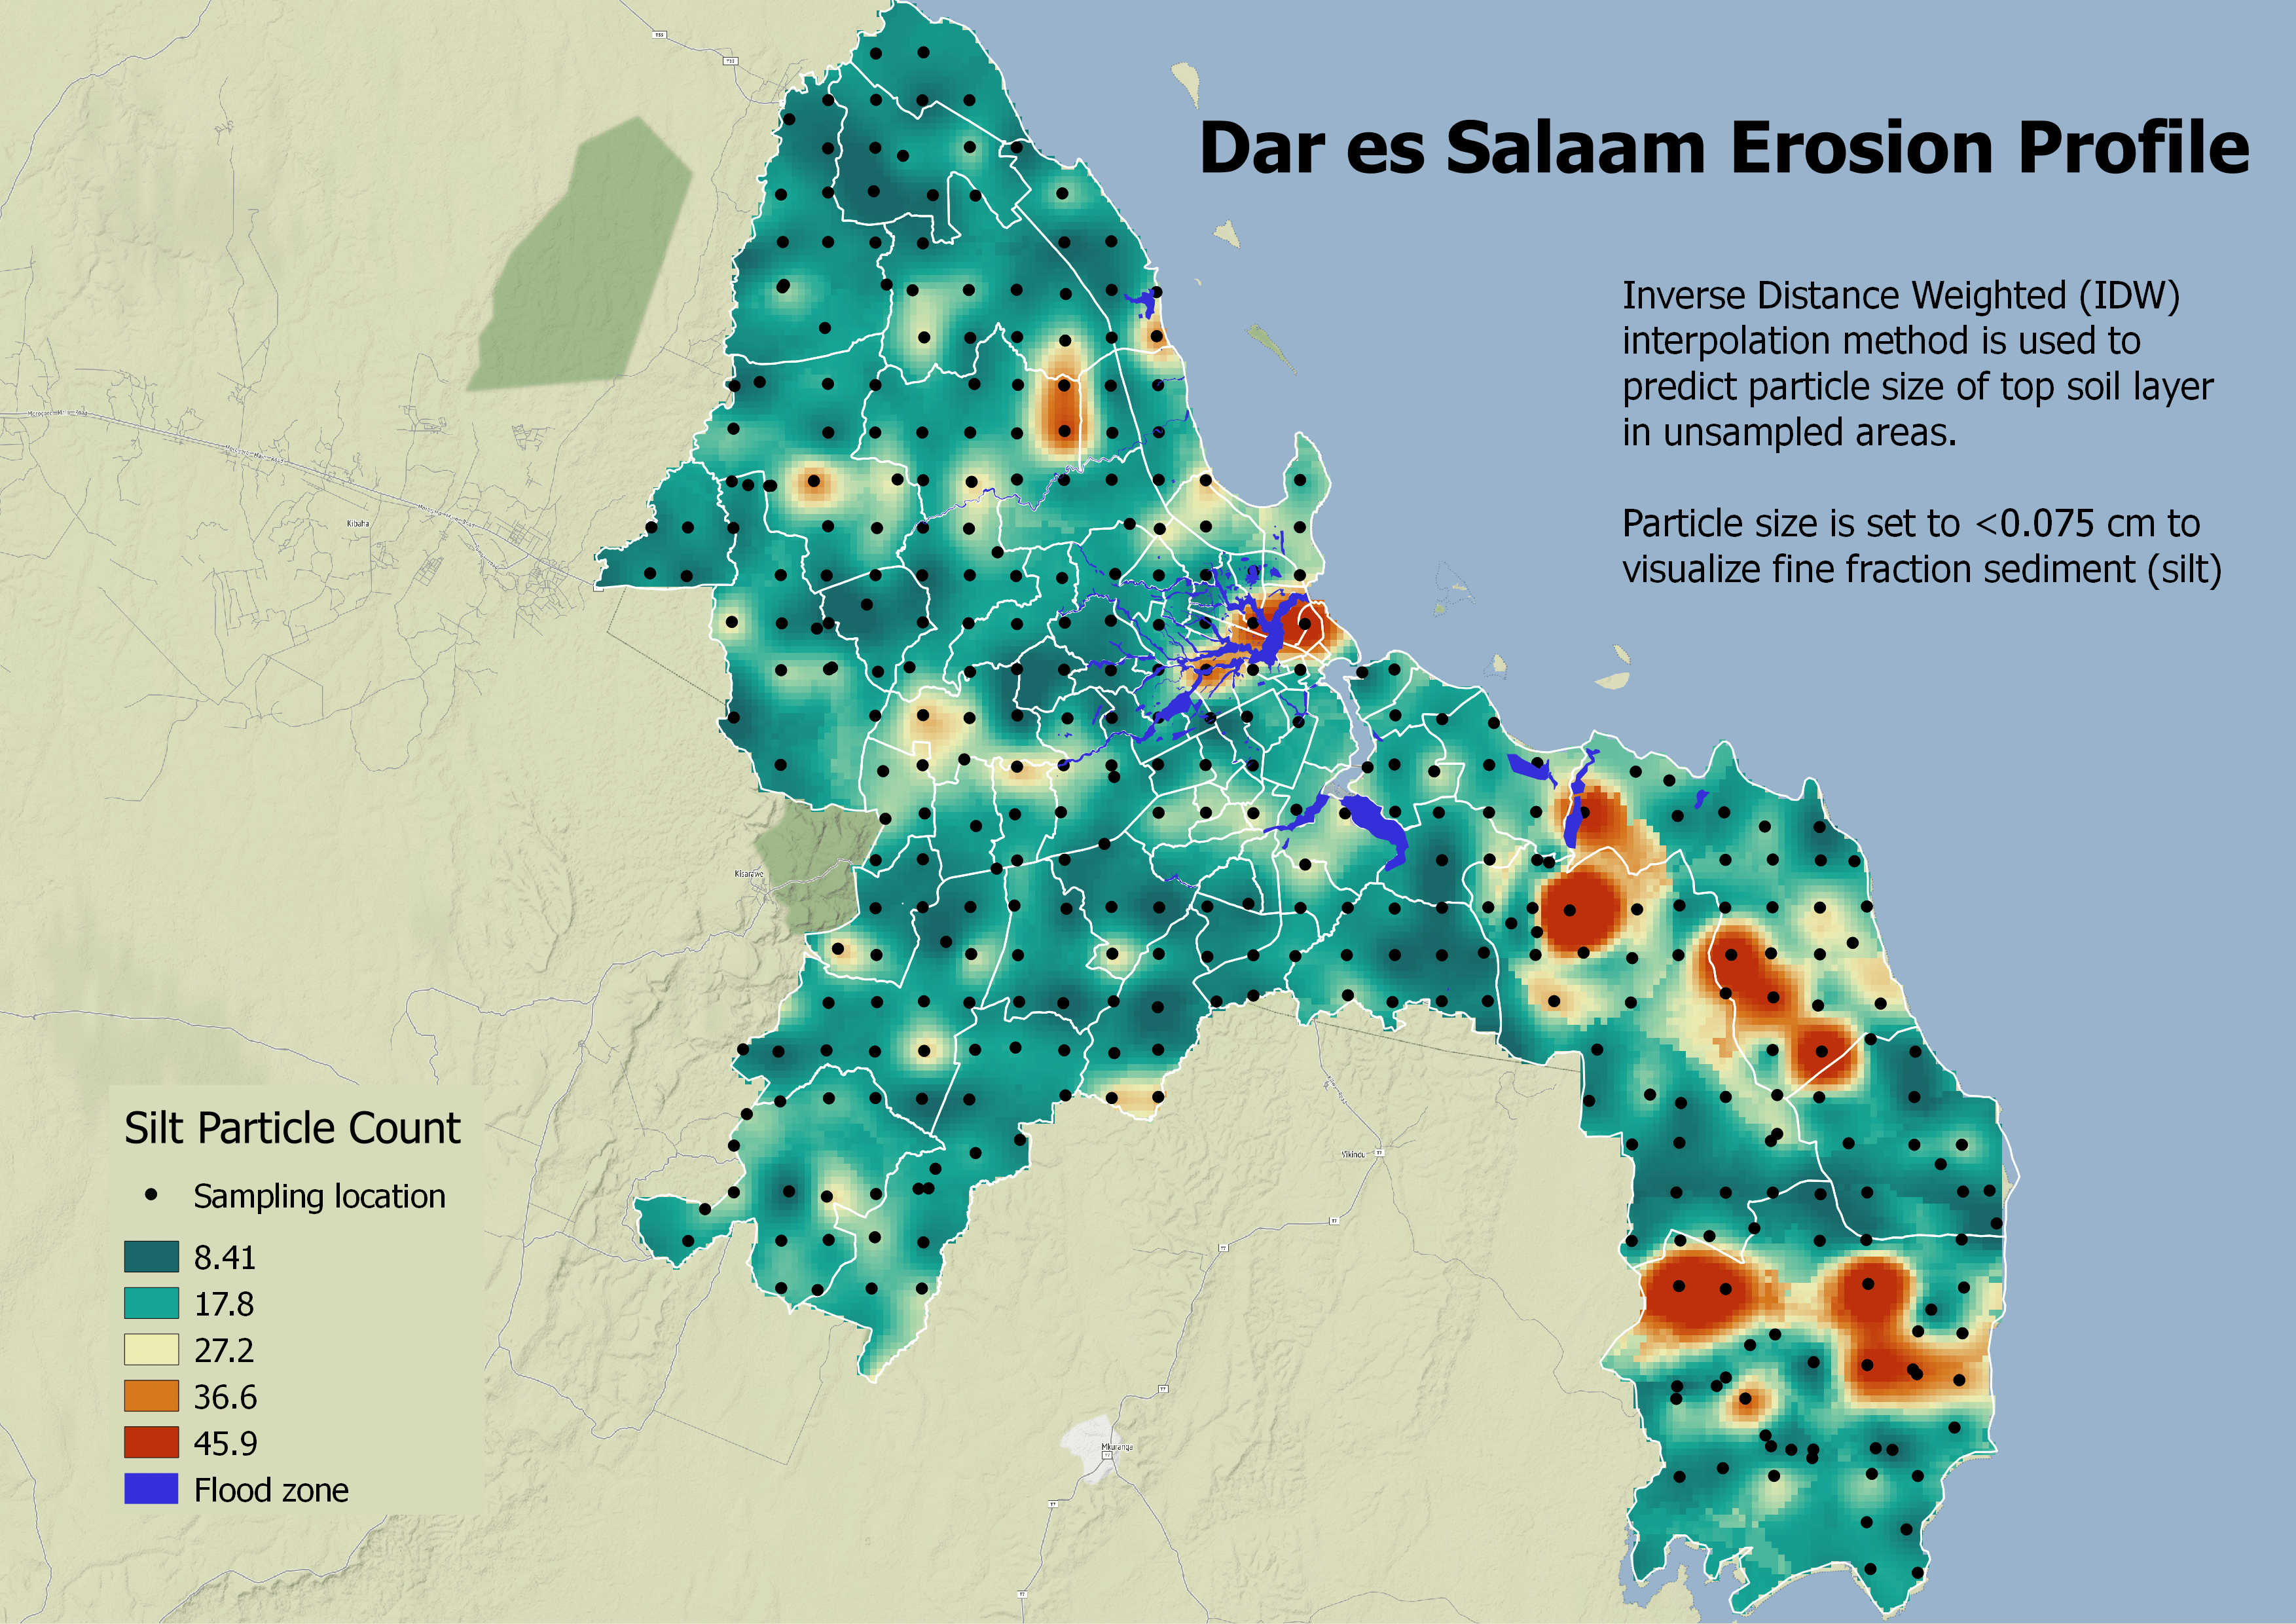 Dar es Salaam Erosion Profile
Inverse Distance Weighted (IDW)
interpolation method is used to
predict particle size of top soil layer
in unsampled areas.
Particle size is set to <0.075 cm to
visualize fine fraction sediment (silt)
Kibaha
Kisarawe
Vikindu
Mkuranga
Silt Particle Count
Sampling location
8.41
17.8
27.2
36.6
45.9
Flood zone